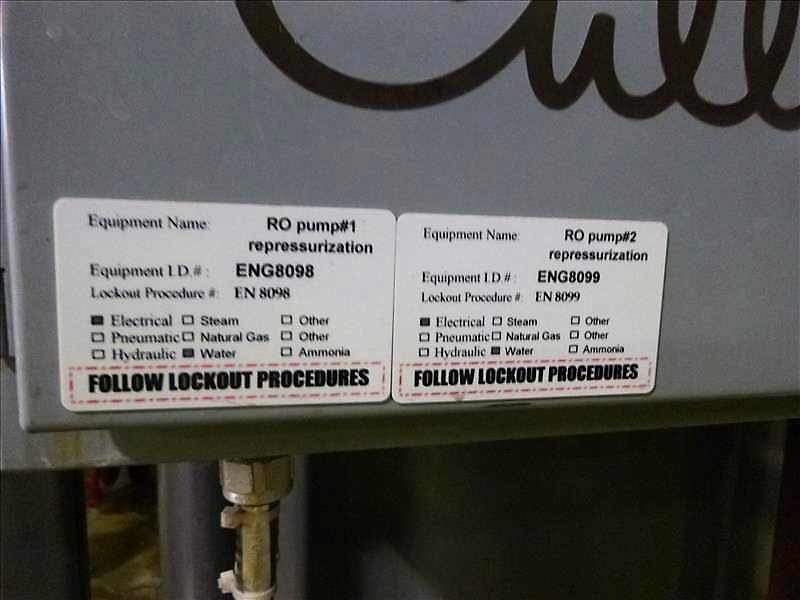 Cull
Equipment Name: RO pump#1
repressurization
Equipment I.D.#: ENG8098
Lockout Procedure #: EN 8098
Electrical Steam Other
Pneumatic Natural Gas Other
Hydraulic Water Ammonia
FOLLOW LOCKOUT PROCEDURES
Equipment Name: RO pump#2
repressurization
Equipment I.D.#: ENG8099
Lockout Procedure # EN 8099
Electrical Steam Other
Pneumatic Natural Gas Other
Hydraulic Water Ammonia
FOLLOW LOCKOUT PROCEDURES